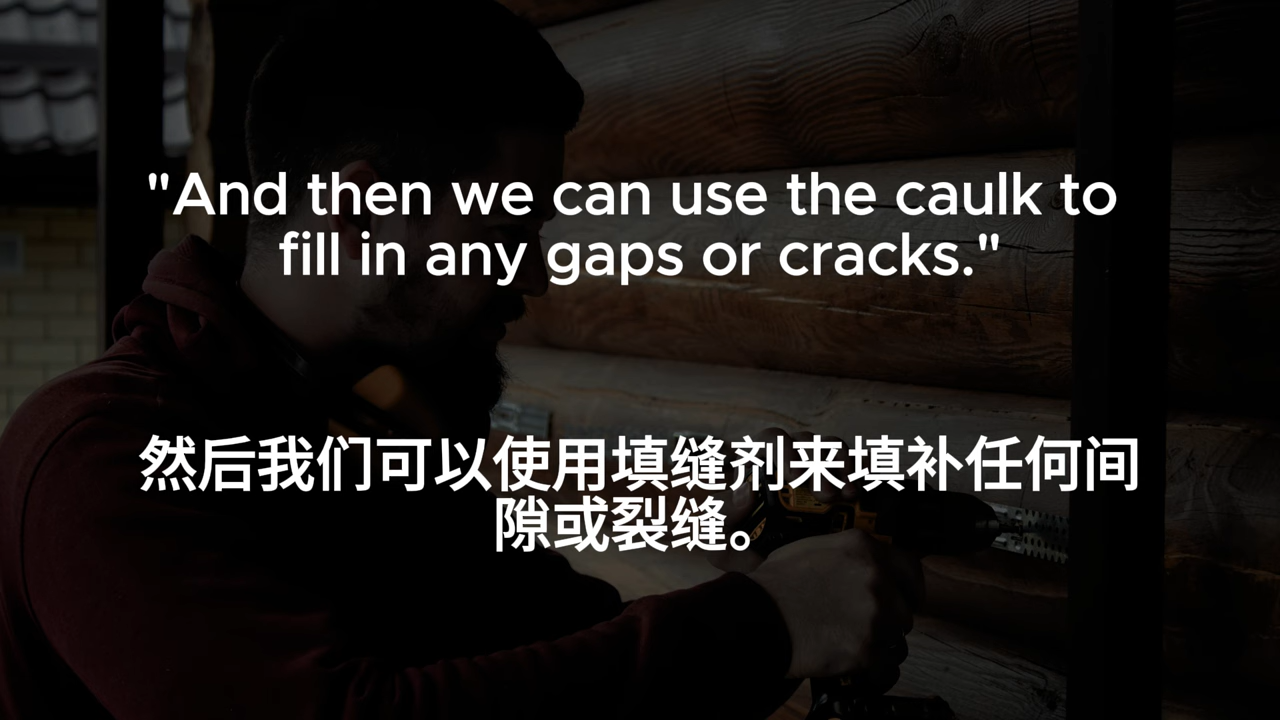 "And then we can use the caulk to
fill in any gaps or cracks."
然后我们可以使用填缝剂来填补任何间
隙或裂缝。